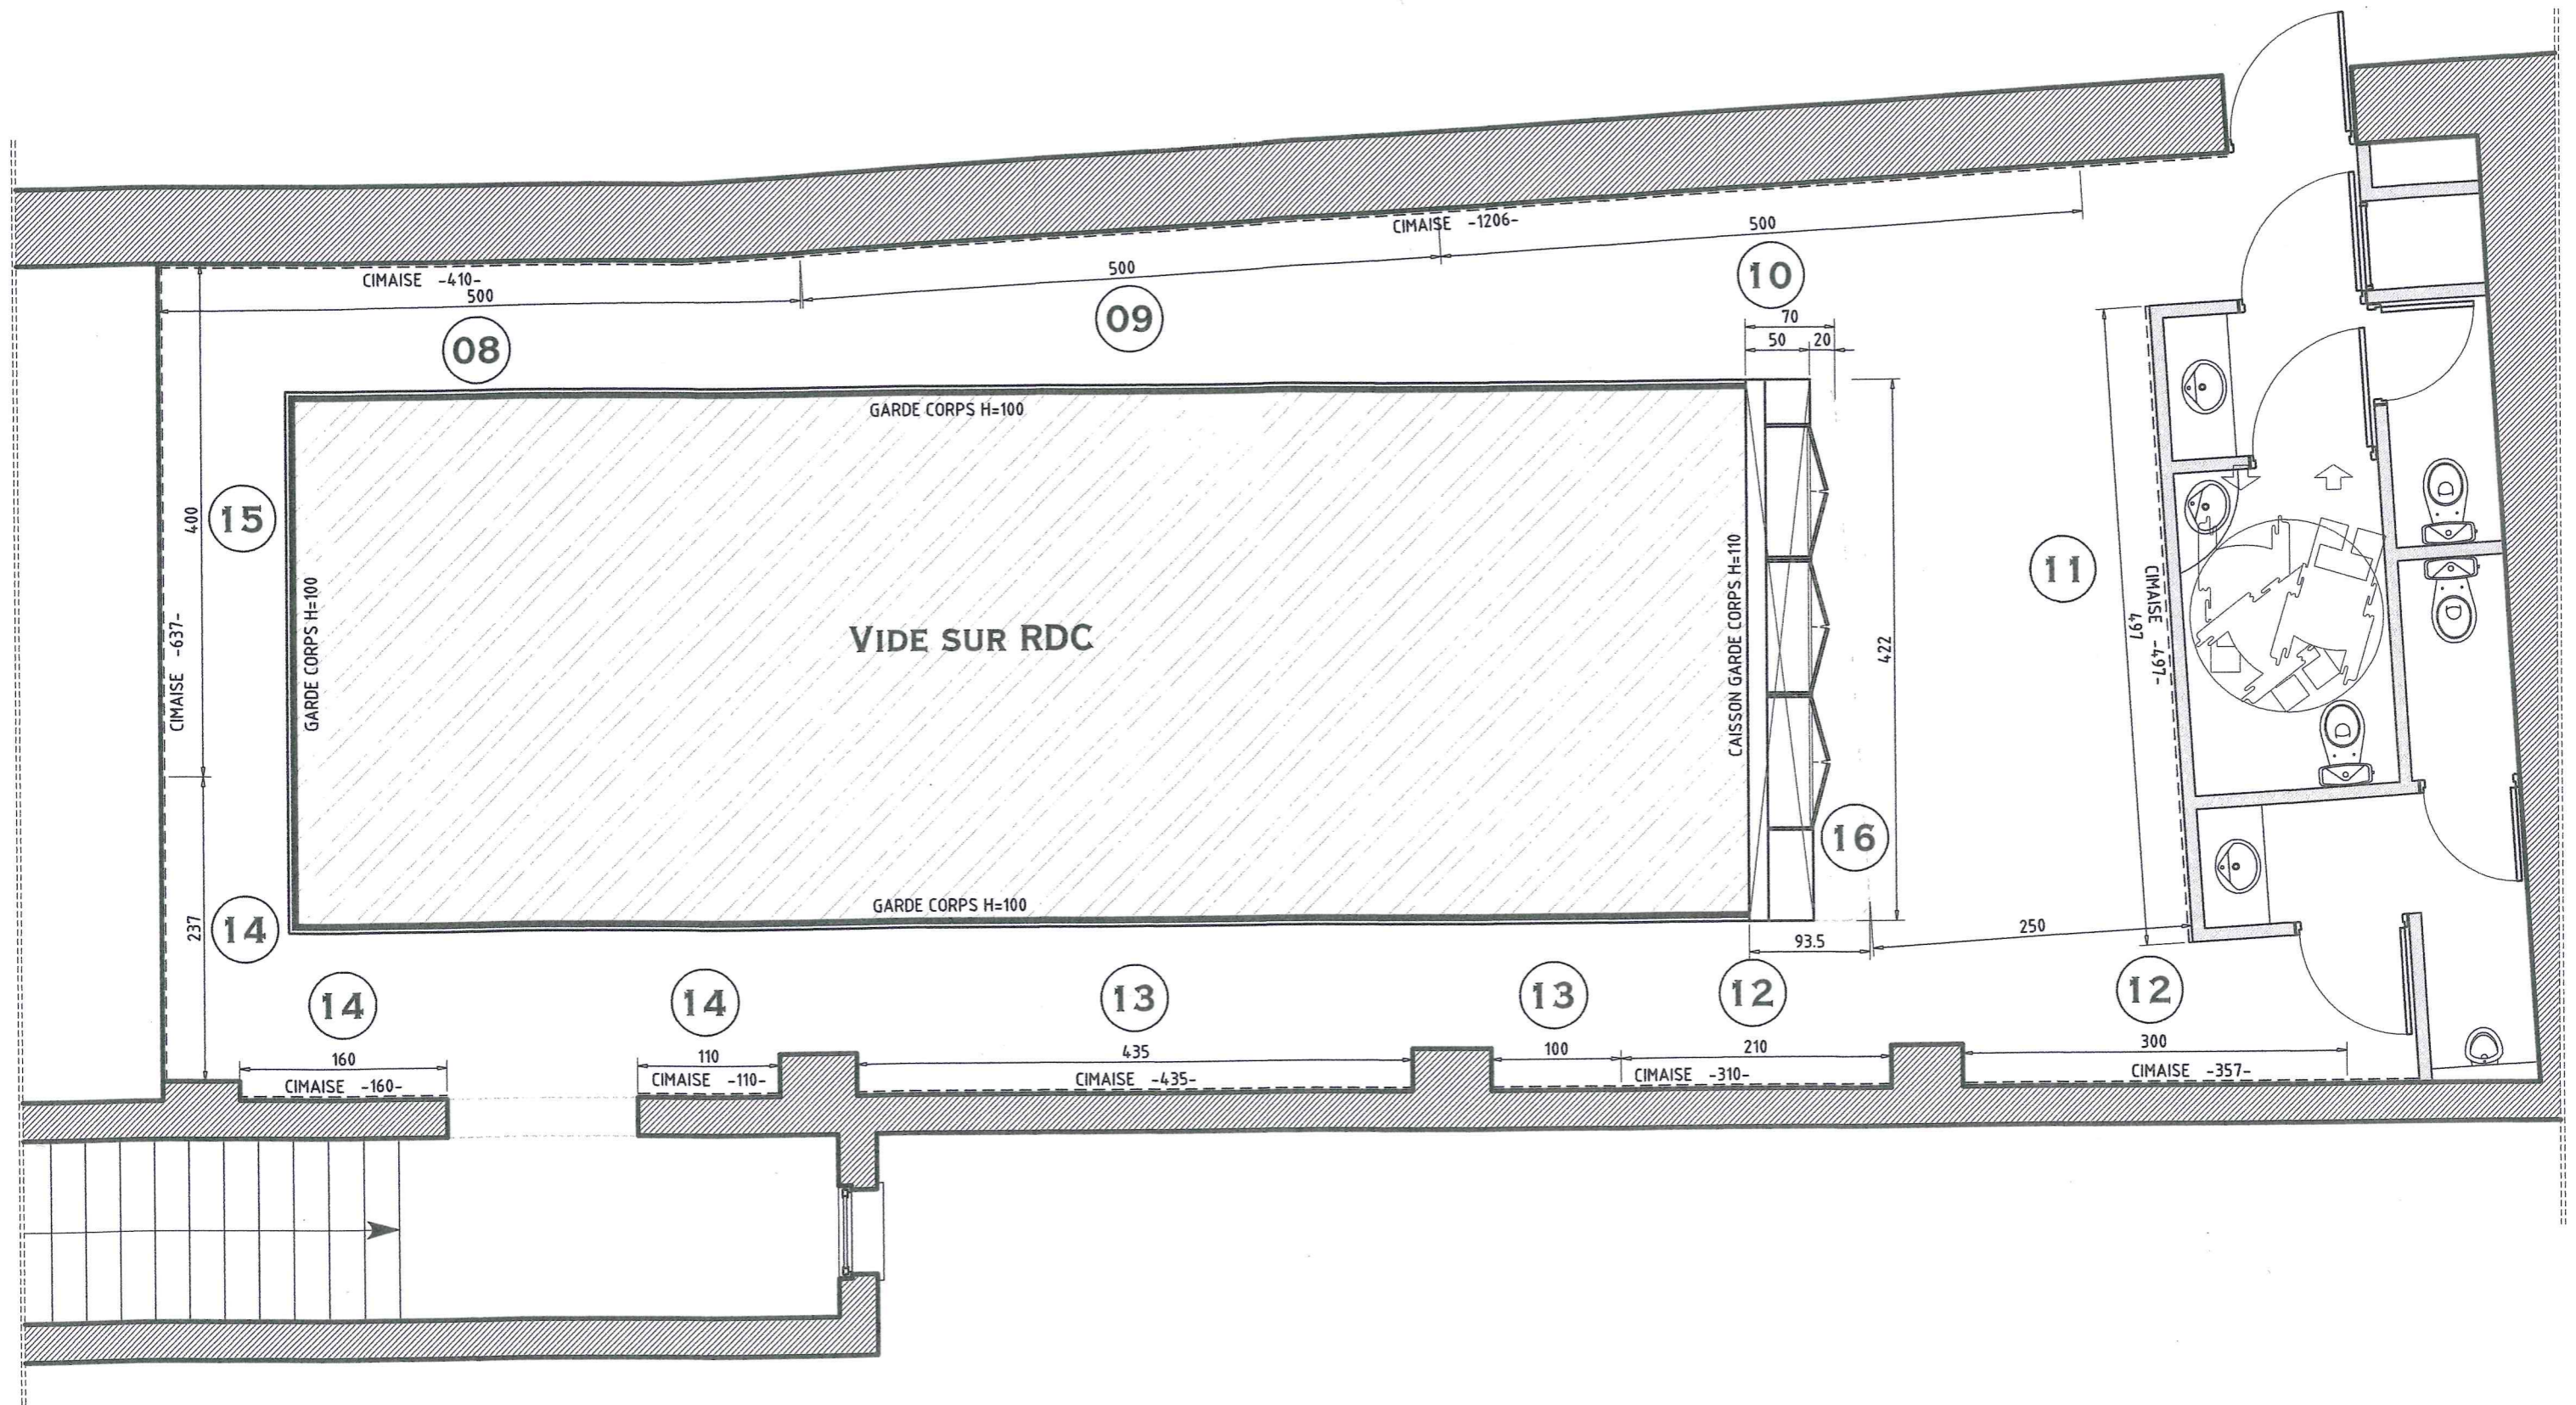 CIMAISE -1206-
500
CIMAISE -410-
500
500
10
09
08
70
50
20
GARDE CORPS H=100
15
400
CIMAISE -637-
GARDE CORPS H=100
VIDE SUR RDC
CAISSON GARDE CORPS H=110
422
11
CIMAISE -497-
497
16
237
14
GARDE CORPS H=100
93.5
250
14
14
13
13
12
12
160
CIMAISE -160-
110
CIMAISE -110-
435
CIMAISE -435-
100
210
CIMAISE -310-
300
CIMAISE -357-